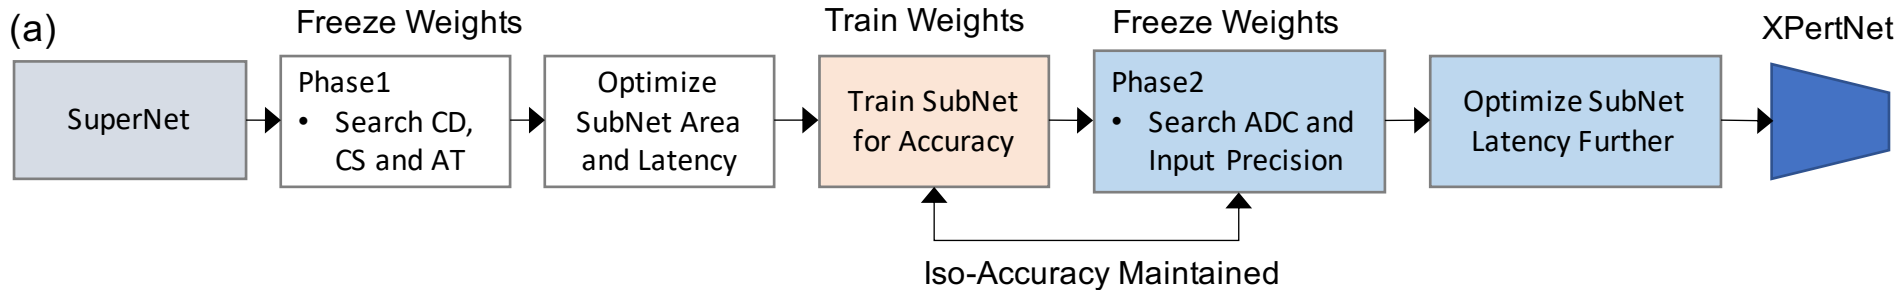 (a)
Freeze Weights
Train Weights
Freeze Weights
XPertNet
SuperNet
Phase1
• Search CD,
CS and AT
Optimize
SubNet Area
and Latency
Train SubNet
for Accuracy
Phase2
• Search ADC and
Input Precision
Optimize SubNet
Latency Further
Iso-Accuracy Maintained